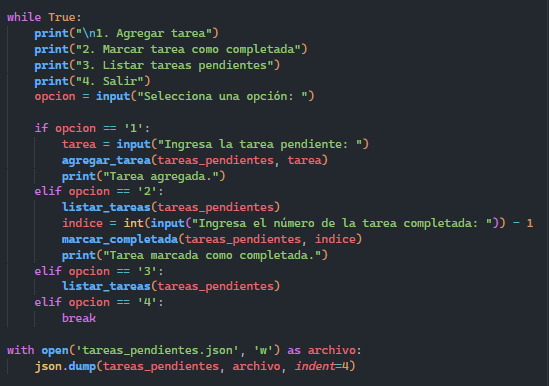 while True:
    print("\n1. Agregar tarea")
    print("2. Marcar tarea como completada")
    print("3. Listar tareas pendientes")
    print("4. Salir")
    opcion = input("Selecciona una opción: ")

    if opcion == '1':
        tarea = input("Ingresa la tarea pendiente: ")
        agregar_tarea(tareas_pendientes, tarea)
        print("Tarea agregada.")
    elif opcion == '2':
        listar_tareas(tareas_pendientes)
        indice = int(input("Ingresa el número de la tarea completada: ")) - 1
        marcar_completada(tareas_pendientes, indice)
        print("Tarea marcada como completada.")
    elif opcion == '3':
        listar_tareas(tareas_pendientes)
    elif opcion == '4':
        break

with open('tareas_pendientes.json', 'w') as archivo:
    json.dump(tareas_pendientes, archivo, indent=4)